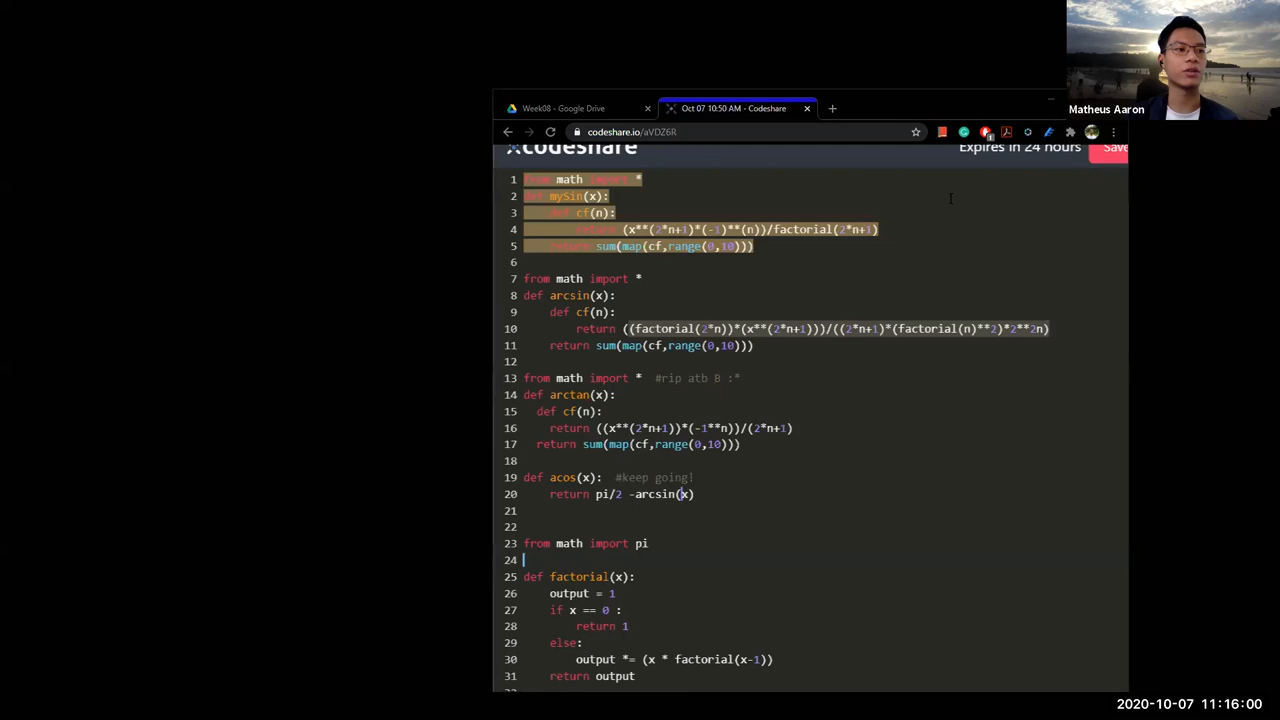 Matheus Aaron
Week08 - Google Drive
Oct 07 10:50 AM - Codeshare
codeshare.io/aVDZ6R
codeshare
Expires in 24 hours
Save
1 from math import *
2 def mySin(x):
3 def cf(n):
4 return (x**(2*n+1)*(-1)**(n))/factorial(2*n+1)
5 return sum(map(cf,range(0,10)))
6
7 from math import *
8 def arcsin(x):
9 def cf(n):
10 return ((factorial(2*n))*(x**(2*n+1)))/((2*n+1)*(factorial(n)**2)*2**2n)
11 return sum(map(cf,range(0,10)))
12
13 from math import * #rip atb B :*
14 def arctan(x):
15 def cf(n):
16 return ((x**(2*n+1))*(-1**n))/(2*n+1)
17 return sum(map(cf,range(0,10)))
18
19 def acos(x): #keep going!
20 return pi/2 -arcsin(x)
21
22
23 from math import pi
24
25 def factorial(x):
26 output = 1
27 if x == 0 :
28 return 1
29 else:
30 output *= (x * factorial(x-1))
31 return output
2020-10-07 11:16:00